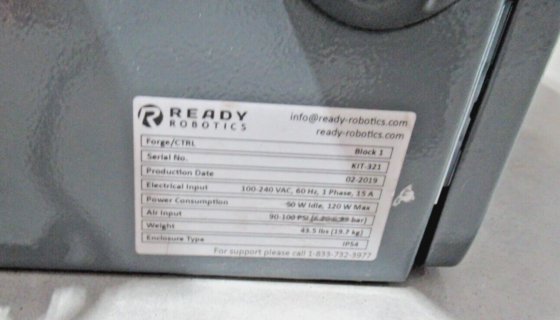 READY
ROBOTICS
info@ready-robotics.com
ready-robotics.com
Forge/CTRL Block 1
Serial No. KIT-321
Production Date 02-2019
Electrical Input 100-240 VAC, 60 Hz, 1 Phase, 15 A
Power Consumption 50 W Idle, 120 W Max
Air Input 90-100 PSI bar)
Weight 43.5 lbs (19.7 kg)
Enclosure Type IP54
For support please call 1-833-732-3977